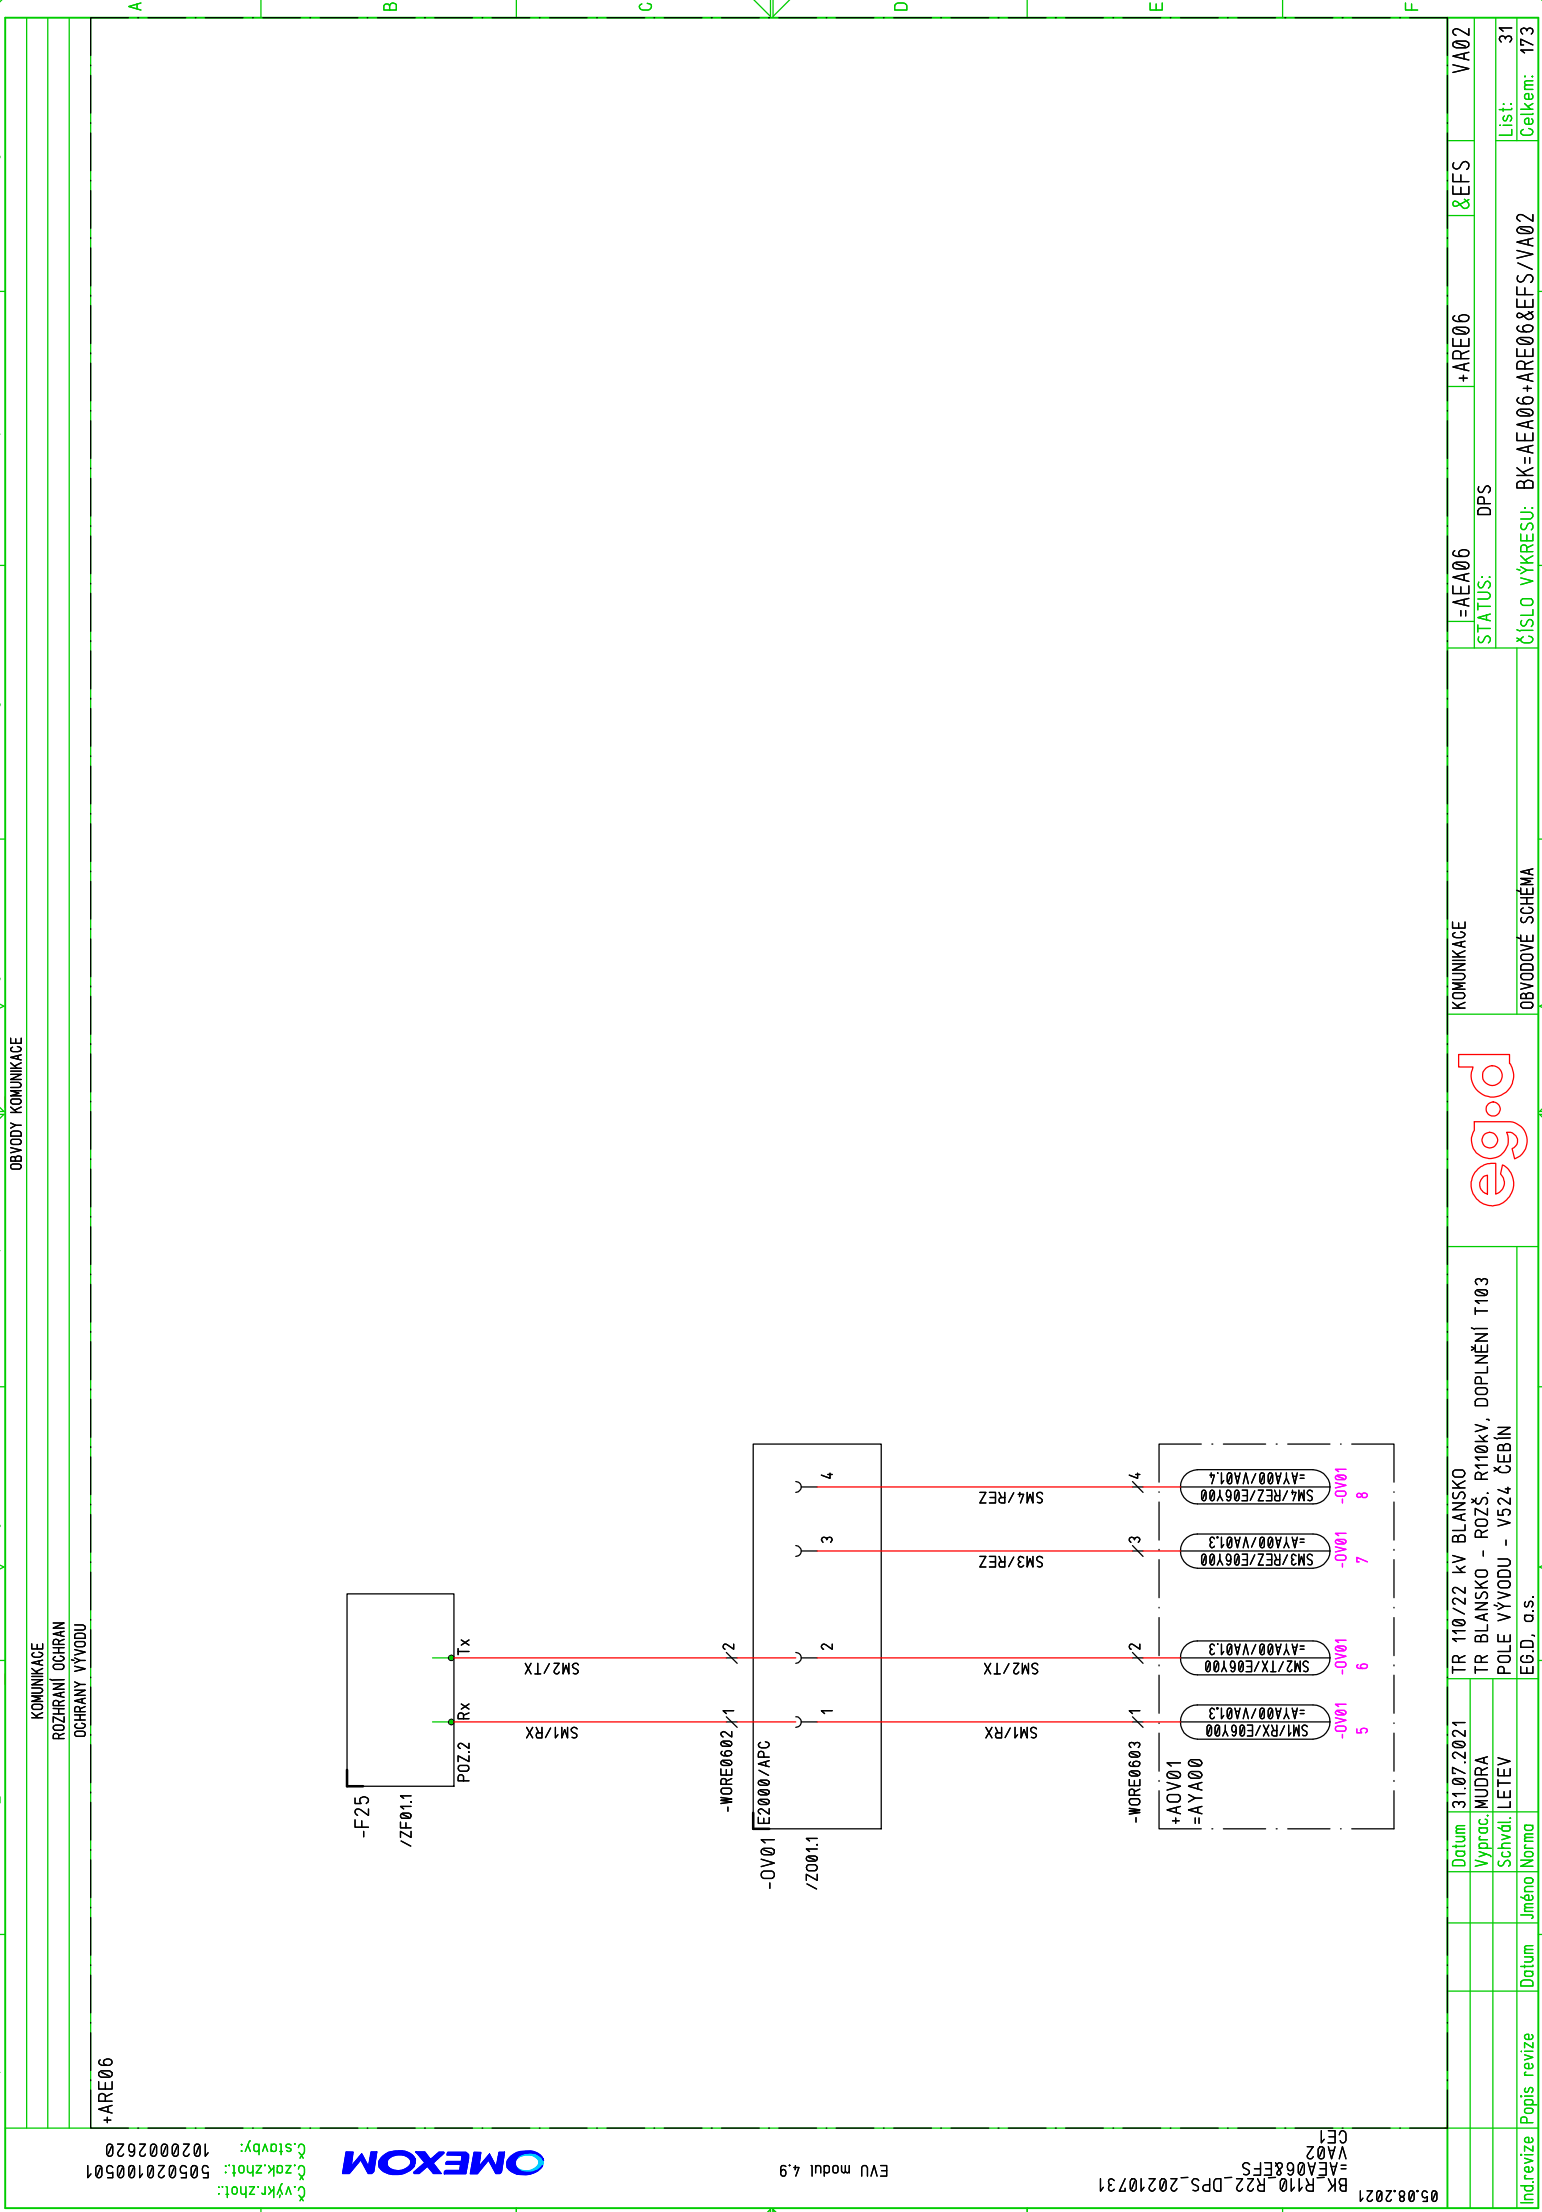 OBVODY KOMUNIKACE
KOMUNIKACE
ROZHRANÍ OCHRAN
OCHRANY VÝVODU
A
B
C
D
E
F
+ARE06
-F25
/ZF01.1
POZ.2
Rx
Tx
SM1/RX
SM2/TX
-WORE0602
1
2
-OV01
/ZO01.1
E2000/APC
1
2
3
4
SM1/RX
SM2/TX
SM3/REZ
SM4/REZ
-WORE0603
1
2
3
4
+AOV01
=AYA00
SM1/RX/E06Y00
=AYA00/VA01.3
SM2/TX/E06Y00
=AYA00/VA01.3
SM3/REZ/E06Y00
=AYA00/VA01.3
SM4/REZ/E06Y00
=AYA00/VA01.4
-OV01
5
-OV01
6
-OV01
7
-OV01
8
Č.výkr.zhot.:
Č.zak.zhot.: 505020100501
Č.stavby: 1020002620
OMEXOM
EVU modul 4.9
05.08.2021
BK_R110_R22_DPS_20210731
=AEA06&EFS
VA02
CE1
Ind.revize
Popis revize
Datum
Jméno
Norma
Datum 31.07.2021
Vyprac. MUDRA
Schvál. LETEV
TR 110/22 kV BLANSKO
TR BLANSKO - ROZŠ. R110kV, DOPLNĚNÍ T103
POLE VÝVODU - V524 ČEBÍN
EG.D, a.s.
eg·d
KOMUNIKACE
OBVODOVÉ SCHÉMA
=AEA06
+ARE06
&EFS
VA02
STATUS: DPS
ČÍSLO VÝKRESU: BK=AEA06+ARE06&EFS/VA02
List: 31
Celkem: 173